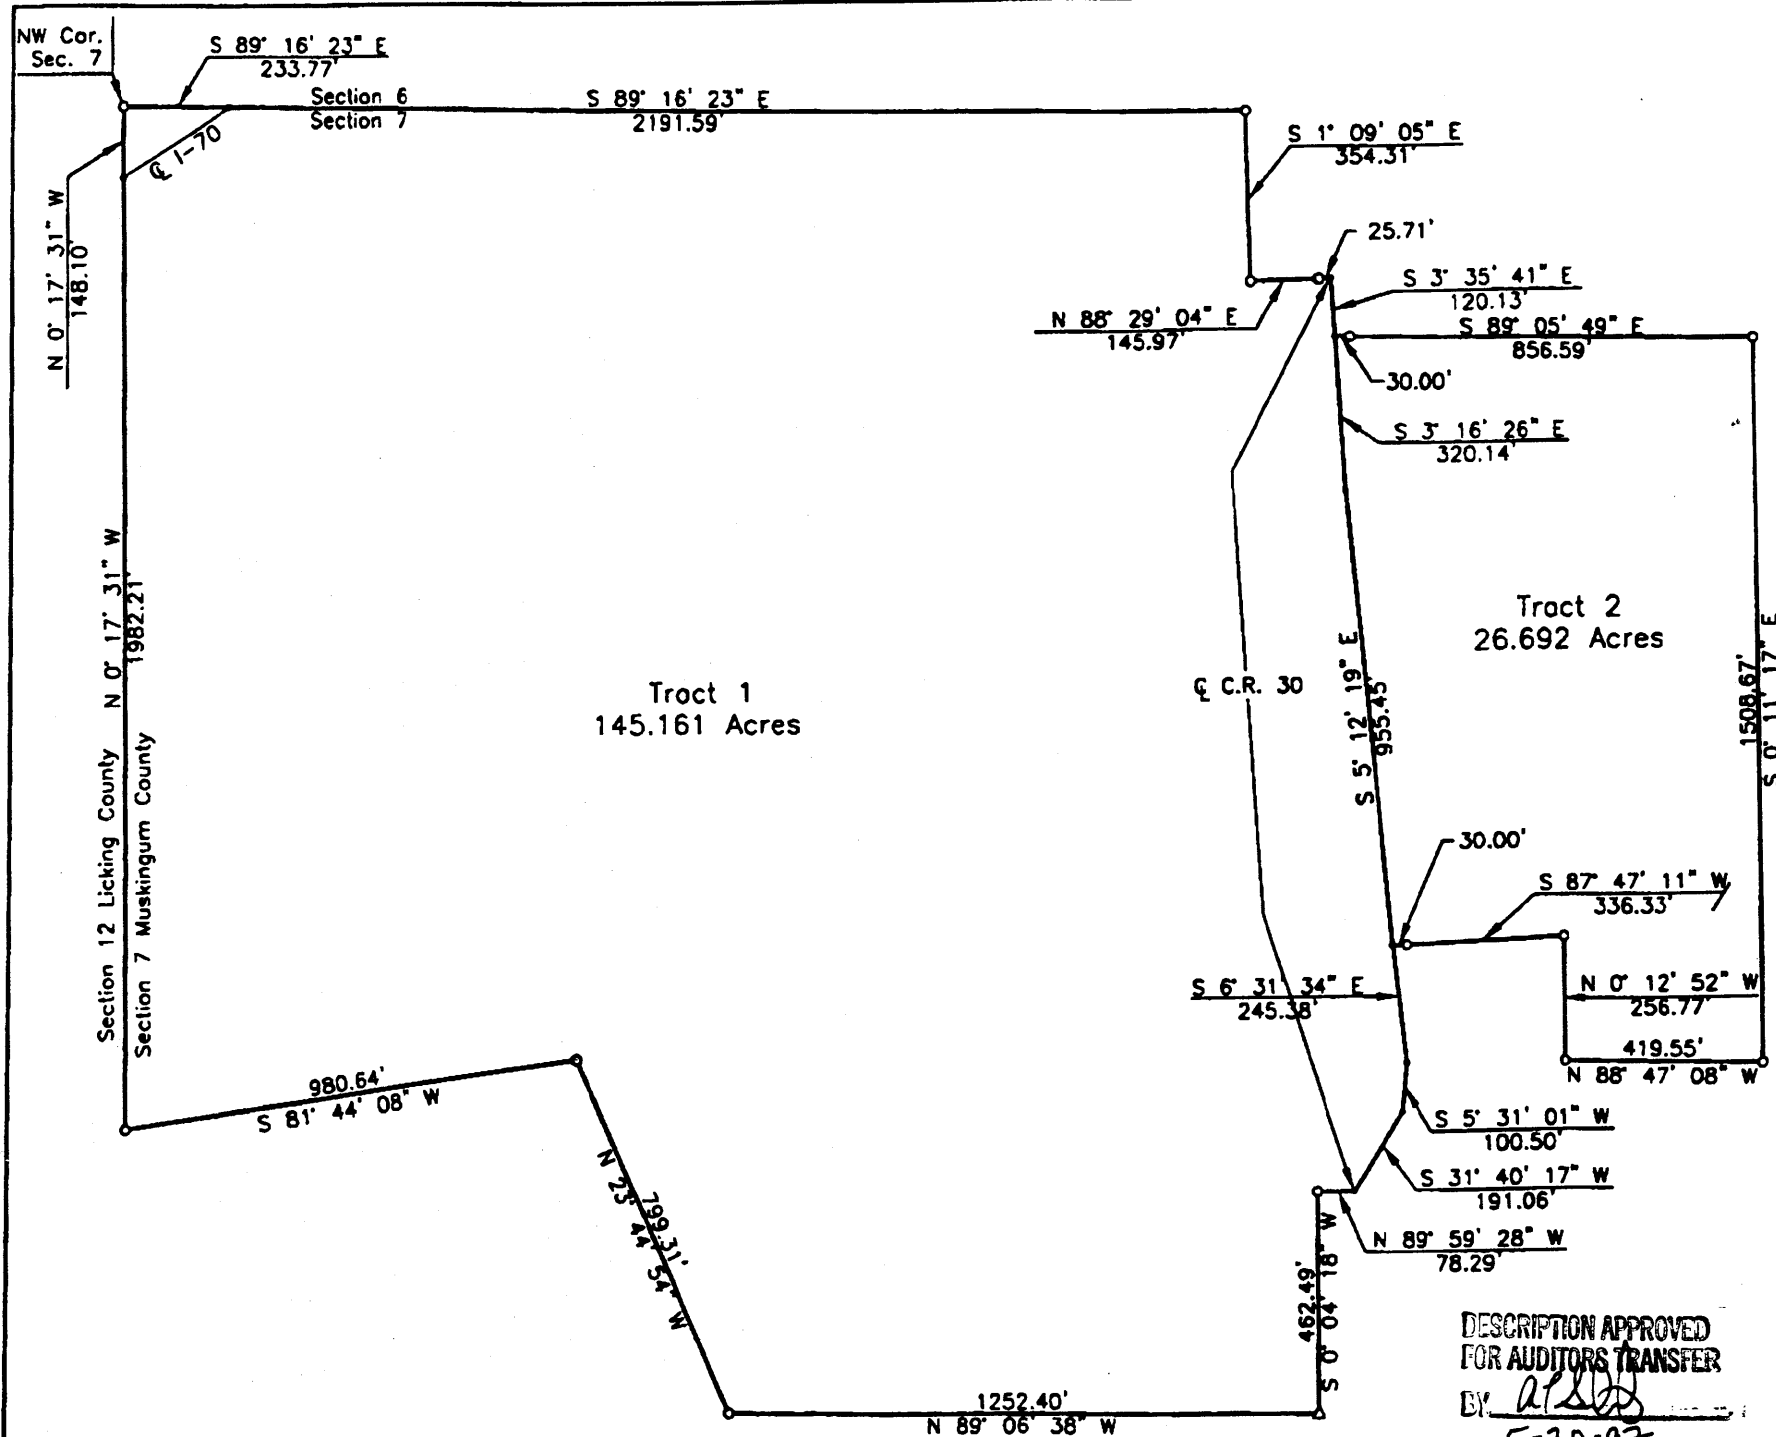 NW Cor.
Sec. 7
S 89° 16' 23" E
233.77'
Section 6
Section 7
S 89° 16' 23" E
2191.59'
S 1° 09' 05" E
354.31'
℄ I-70
N 0° 17' 31" W
148.10'
25.71'
S 3° 35' 41" E
120.13'
N 88° 29' 04" E
145.97'
S 89° 05' 49" E
856.59'
30.00'
S 3° 16' 26" E
320.14'
N 0° 17' 31" W
1982.21'
Section 12 Licking County
Section 7 Muskingum County
Tract 1
145.161 Acres
℄ C.R. 30
S 5° 12' 19" E
955.45'
Tract 2
26.692 Acres
1508.67'
S 0° 11' 17" E
30.00'
S 87° 47' 11" W
336.33'
S 6° 31' 34" E
245.38'
N 0° 12' 52" W
256.77'
419.55'
N 88° 47' 08" W
980.64'
S 81° 44' 08" W
S 5° 31' 01" W
100.50'
S 31° 40' 17" W
191.06'
N 89° 59' 28" W
78.29'
799.31'
N 23° 44' 54" W
462.49'
S 0° 04' 18" W
1252.40'
N 89° 06' 38" W
DESCRIPTION APPROVED
FOR AUDITORS TRANSFER
BY